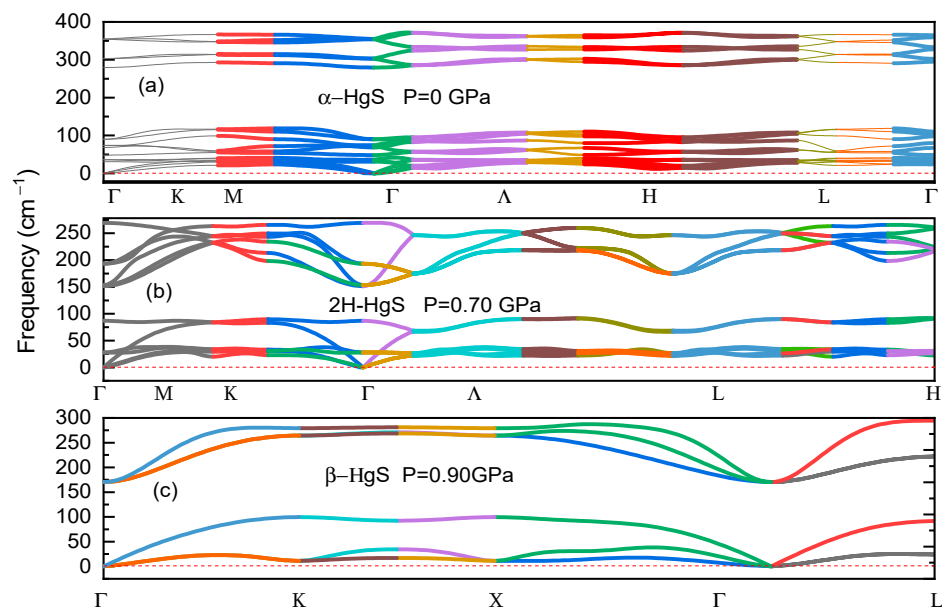 400
300
200
100
0
(a)
α–HgS P=0 GPa
Γ K M Γ Λ H L Γ
Frequency (cm⁻¹)
250
200
150
100
50
0
(b)
2H-HgS P=0.70 GPa
Γ M K Γ Λ L H
300
250
200
150
100
50
0
(c)
β–HgS P=0.90GPa
Γ K X Γ L